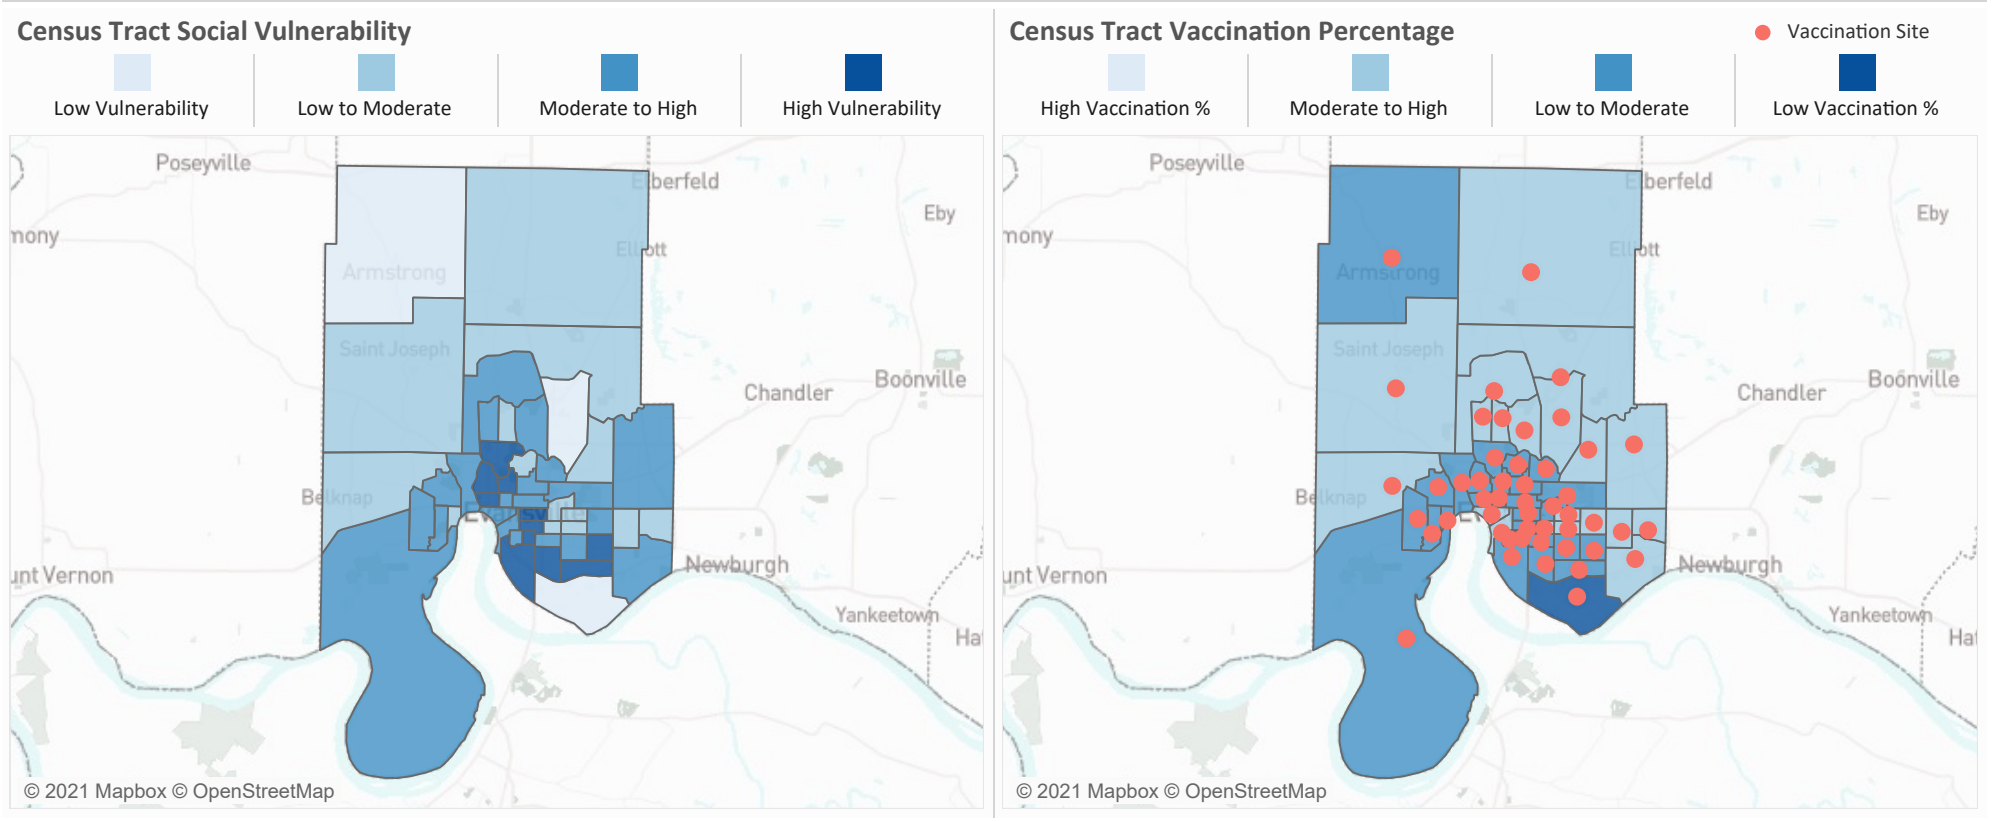 Census Tract Social Vulnerability
Low Vulnerability
Low to Moderate
Moderate to High
High Vulnerability
Poseyville
Elberfeld
Eby
mony
Elliott
Armstrong
Saint Joseph
Chandler
Boonville
Belknap
Evansville
unt Vernon
Newburgh
Yankeetown
Hat
© 2021 Mapbox © OpenStreetMap
Census Tract Vaccination Percentage
Vaccination Site
High Vaccination %
Moderate to High
Low to Moderate
Low Vaccination %
Poseyville
Elberfeld
Eby
mony
Elliott
Armstrong
Saint Joseph
Chandler
Boonville
Belknap
unt Vernon
Newburgh
Yankeetown
Hat
© 2021 Mapbox © OpenStreetMap